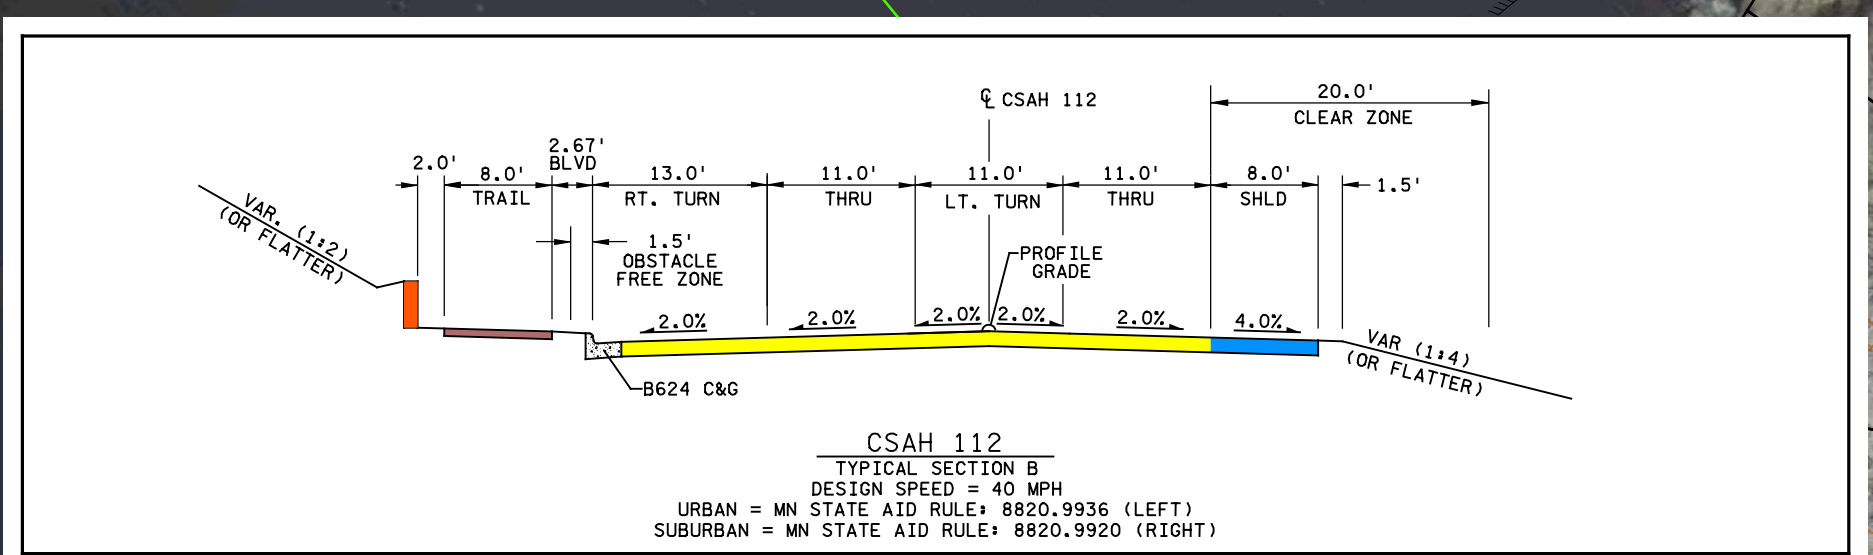 ℄ CSAH 112
20.0'
CLEAR ZONE
2.67'
BLVD
2.0'
8.0'
TRAIL
13.0'
RT. TURN
11.0'
THRU
11.0'
LT. TURN
11.0'
THRU
8.0'
SHLD
1.5'
VAR. (1:2)
(OR FLATTER)
1.5'
OBSTACLE
FREE ZONE
PROFILE
GRADE
2.0%
2.0%
2.0%
2.0%
2.0%
4.0%
VAR (1:4)
(OR FLATTER)
B624 C&G
CSAH 112
TYPICAL SECTION B
DESIGN SPEED = 40 MPH
URBAN = MN STATE AID RULE: 8820.9936 (LEFT)
SUBURBAN = MN STATE AID RULE: 8820.9920 (RIGHT)